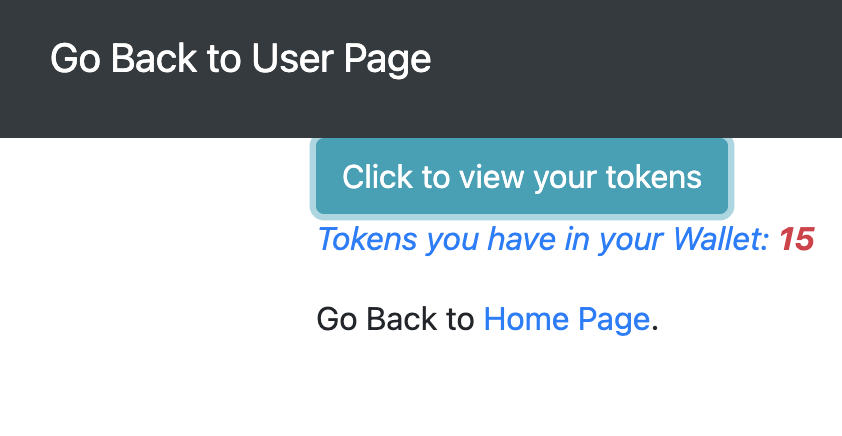 Go Back to User Page
Click to view your tokens
Tokens you have in your Wallet: 15
Go Back to Home Page.